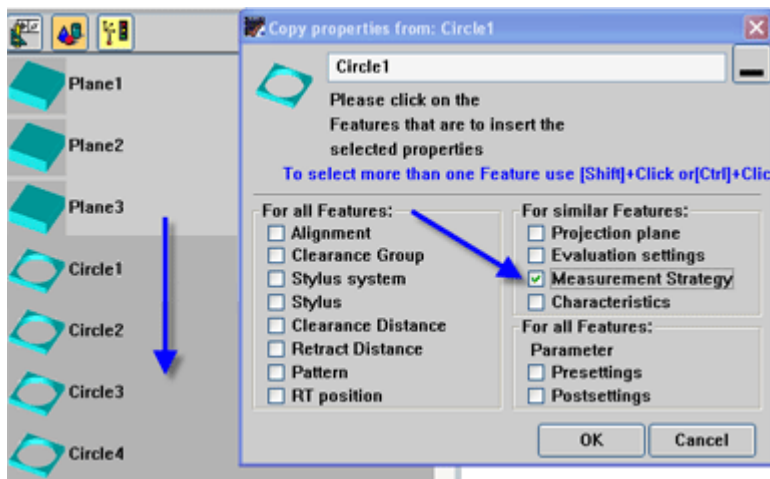 Plane1
Plane2
Plane3
Circle1
Circle2
Circle3
Circle4
Copy properties from: Circle1
Circle1
Please click on the
Features that are to insert the
selected properties
To select more than one Feature use [Shift]+Click or[Ctrl]+Clic
For all Features:
Alignment
Clearance Group
Stylus system
Stylus
Clearance Distance
Retract Distance
Pattern
RT position
For similar Features:
Projection plane
Evaluation settings
Measurement Strategy
Characteristics
For all Features:
Parameter
Presettings
Postsettings
OK
Cancel